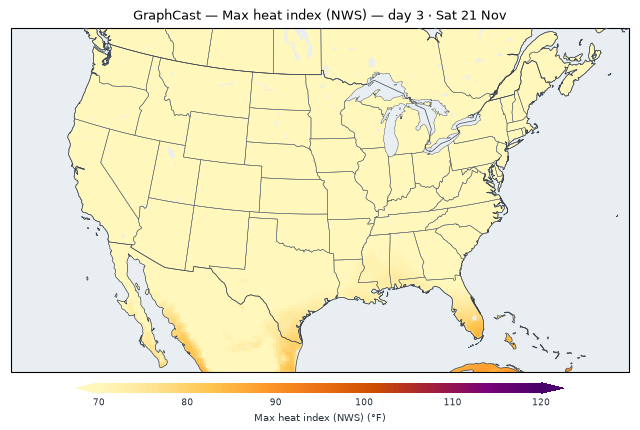 GraphCast — Max heat index (NWS) — day 3 · Sat 21 Nov
70 80 90 100 110 120
Max heat index (NWS) (°F)